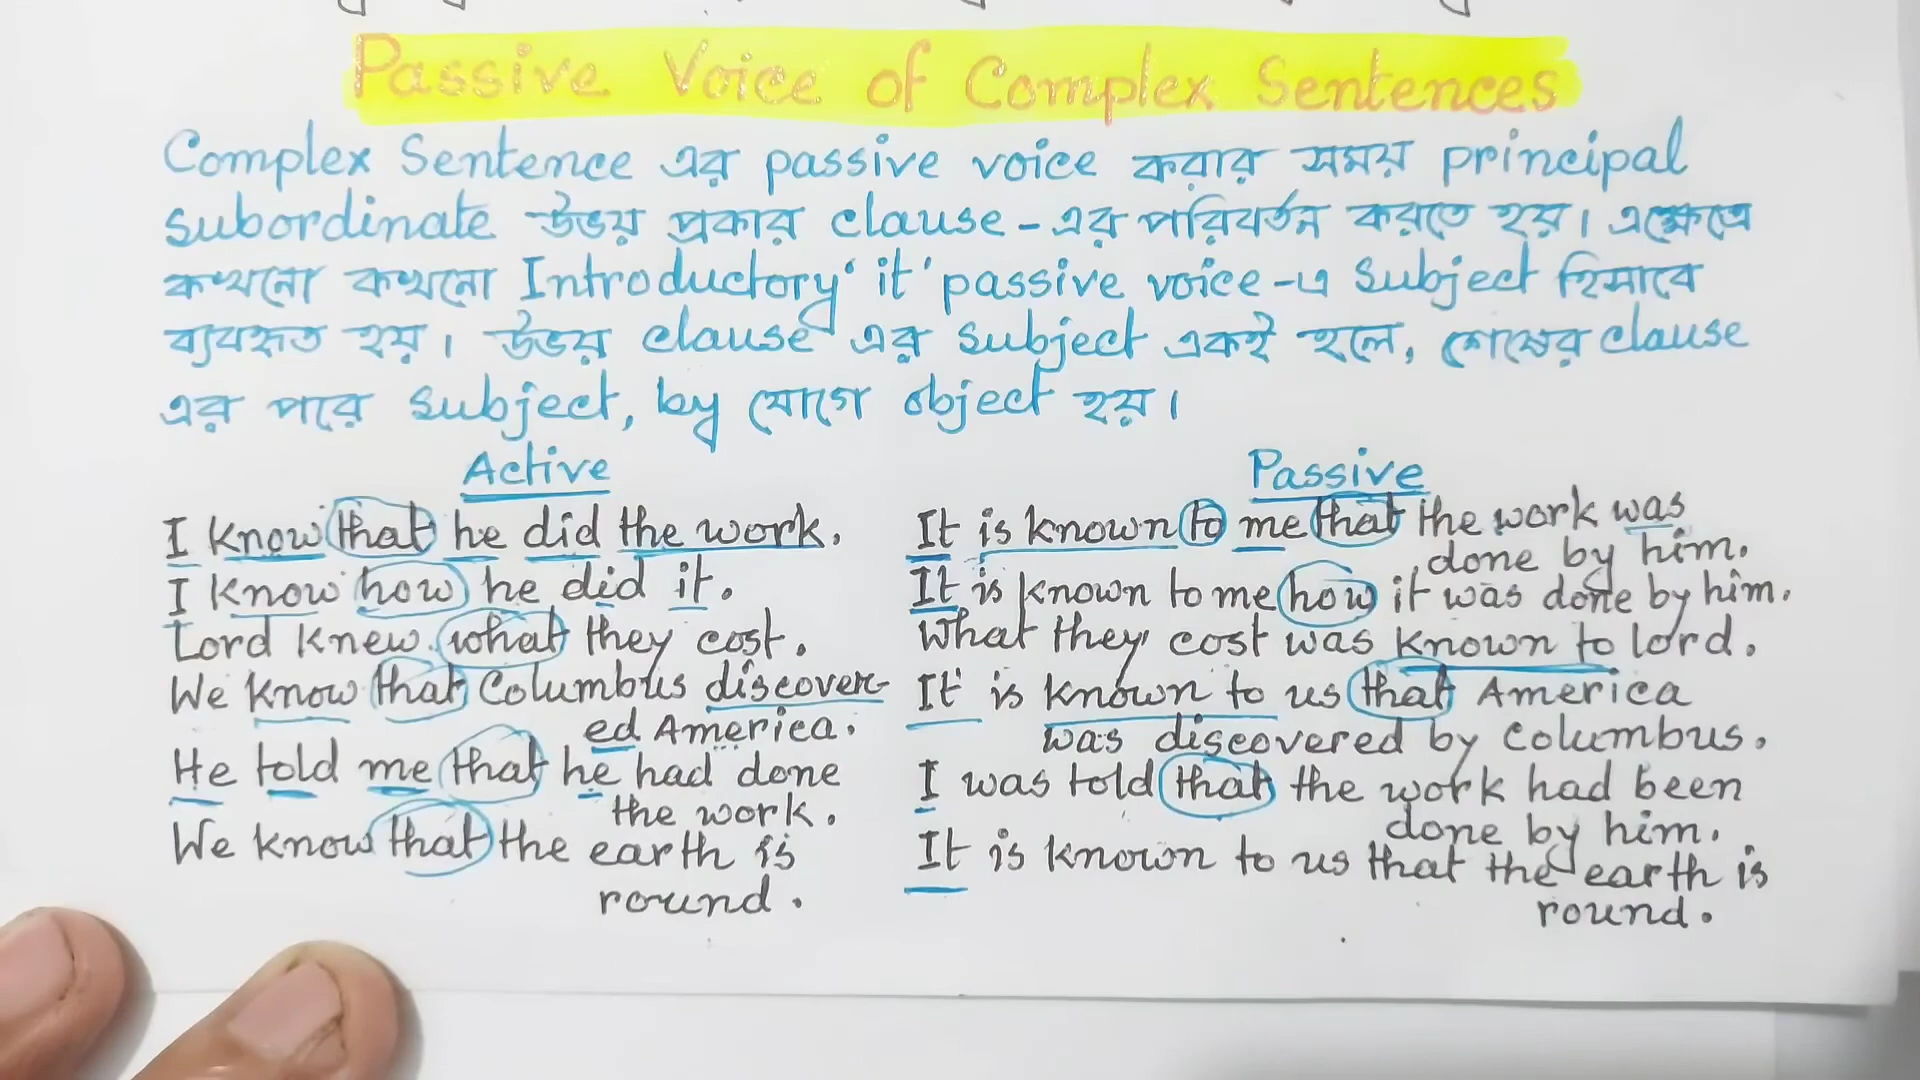 Passive Voice of Complex Sentences
Complex Sentence এর passive voice করার সময় principal
subordinate উভয় প্রকার clause-এর পরিবর্তন করতে হয়। এক্ষেত্রে
কখনো কখনো Introductory 'it' passive voice-এ subject হিসাবে
ব্যবহৃত হয়। উভয় clause এর subject একই হলে, শেষের clause
এর পরে subject, by যোগে object হয়।
Active
Passive
I know that he did the work.
It is known to me that the work was
done by him.
I know how he did it.
It is known to me how it was done by him.
Lord knew what they cost.
What they cost was known to lord.
We know that Columbus discover-
ed America.
It is known to us that America
was discovered by Columbus.
He told me that he had done
the work.
I was told that the work had been
done by him.
We know that the earth is
round.
It is known to us that the earth is
round.